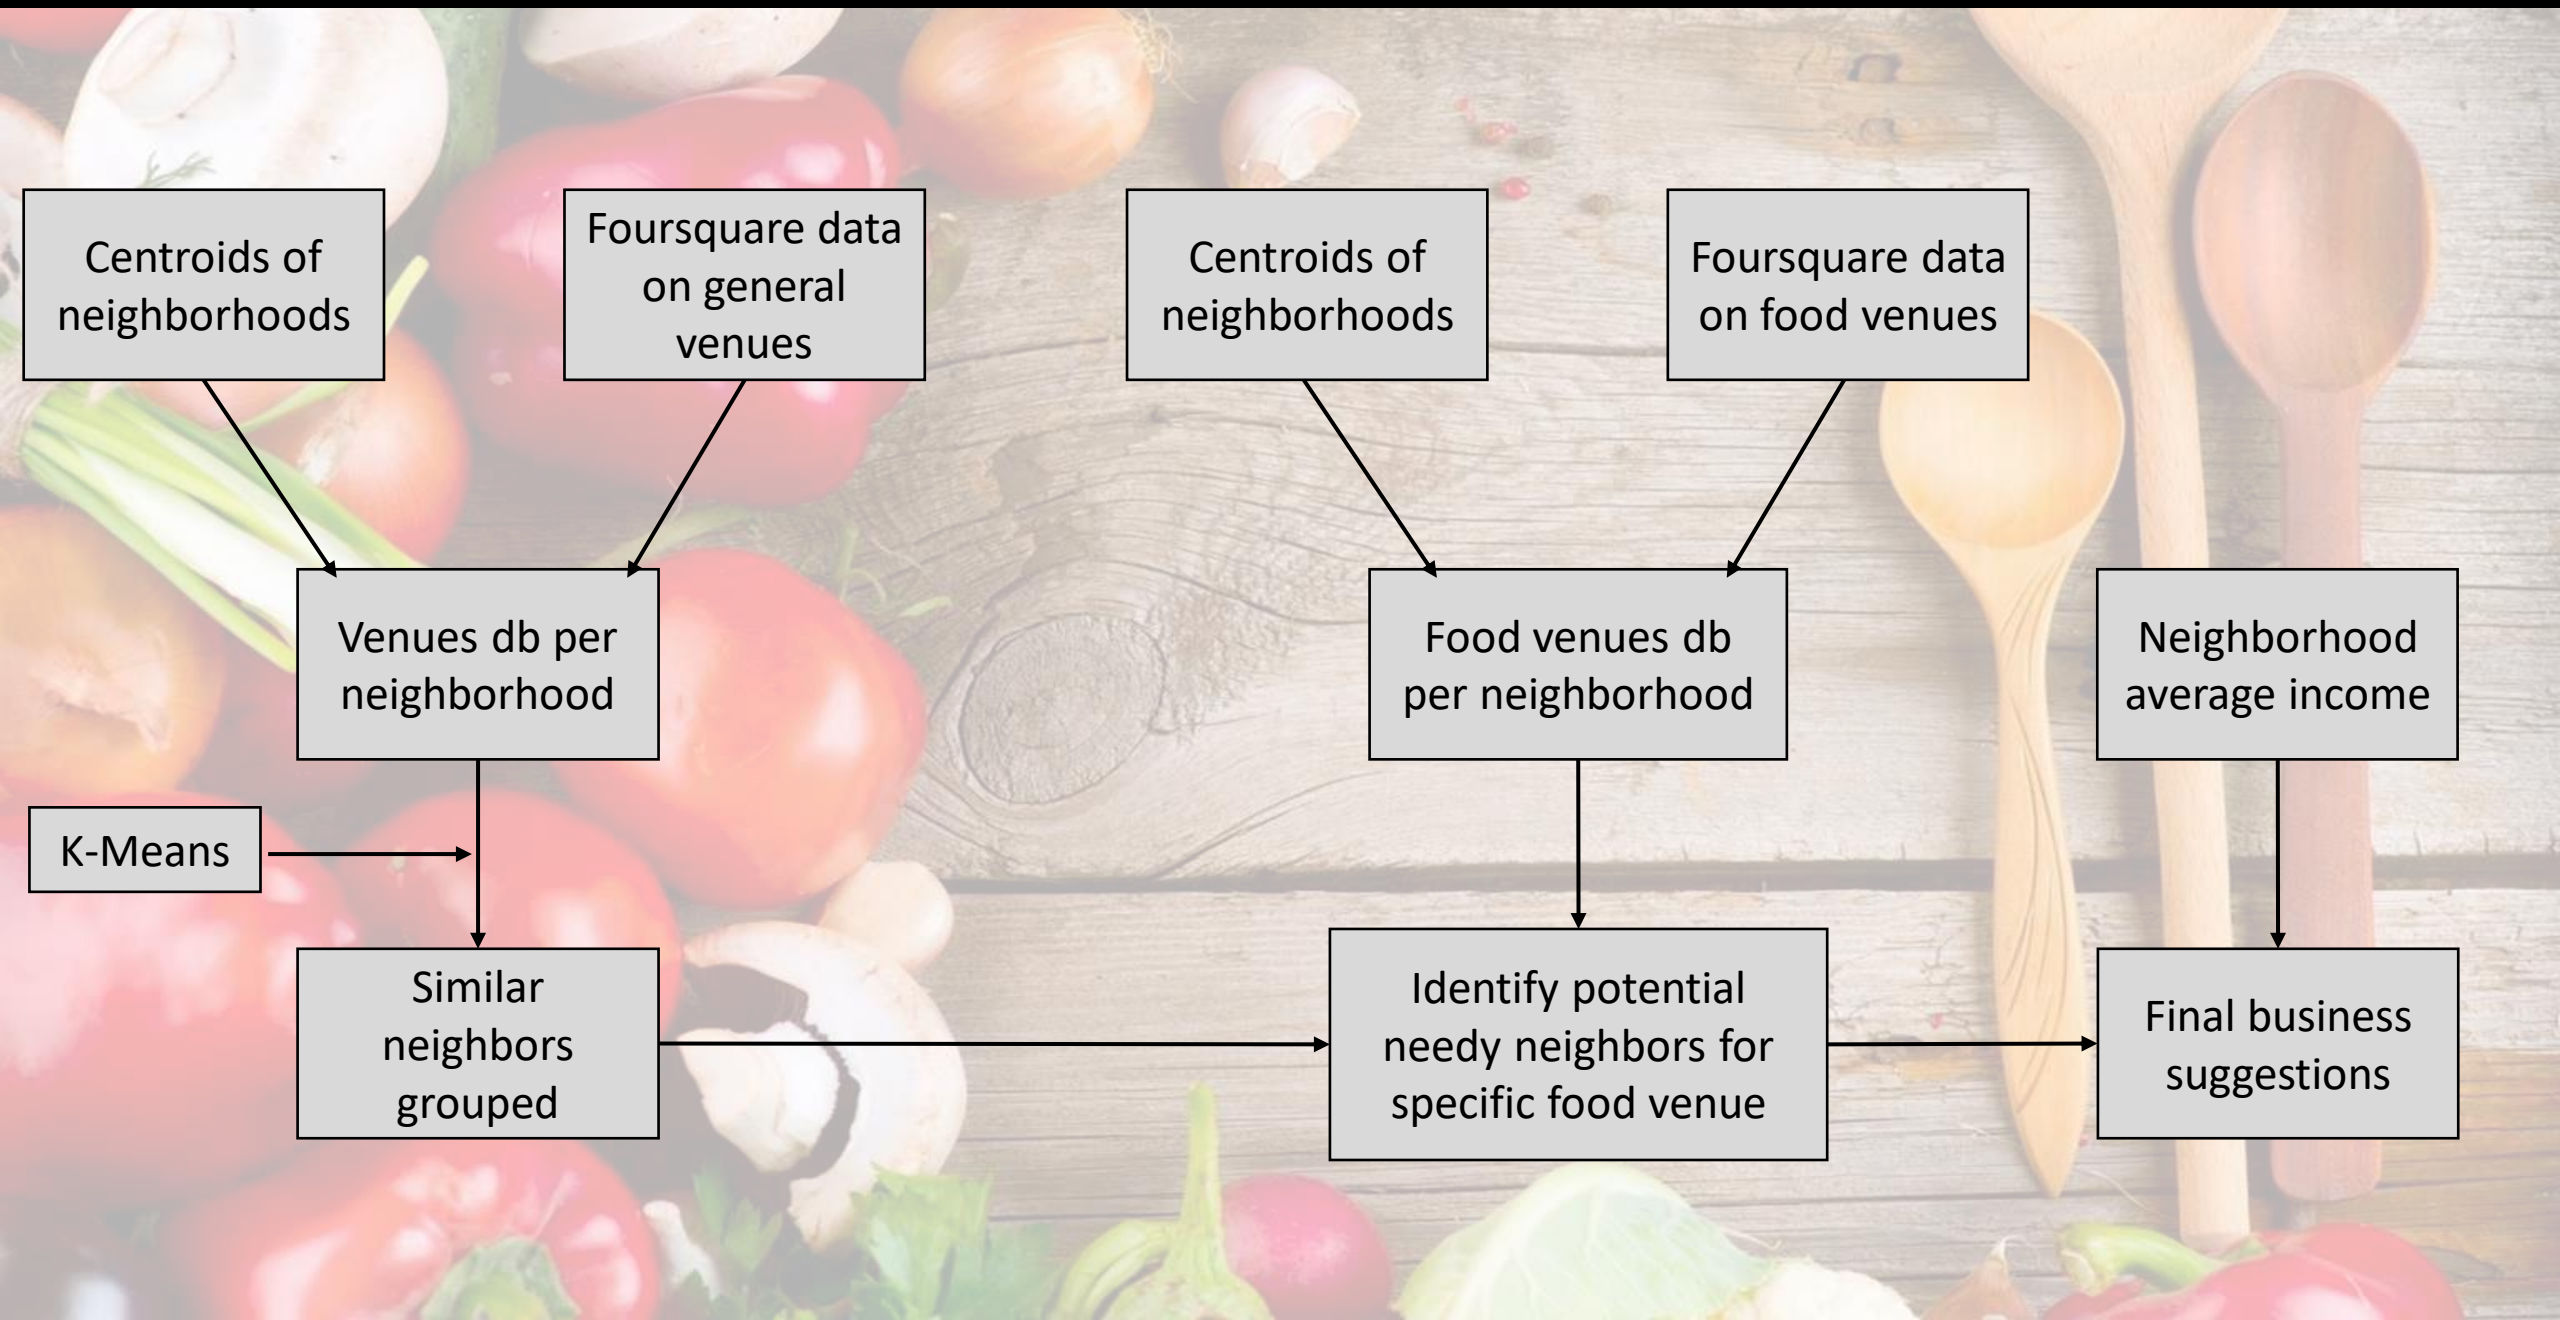 Centroids of
neighborhoods
Foursquare data
on general
venues
Centroids of
neighborhoods
Foursquare data
on food venues
Venues db per
neighborhood
Food venues db
per neighborhood
Neighborhood
average income
K-Means
Similar
neighbors
grouped
Identify potential
needy neighbors for
specific food venue
Final business
suggestions